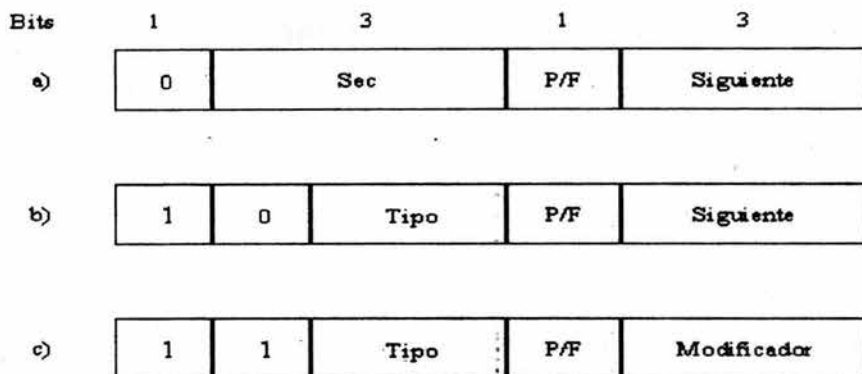 Bits 1 3 1 3
a) 0 Sec P/F Siguiente
b) 1 0 Tipo P/F Siguiente
c) 1 1 Tipo P/F Modificador